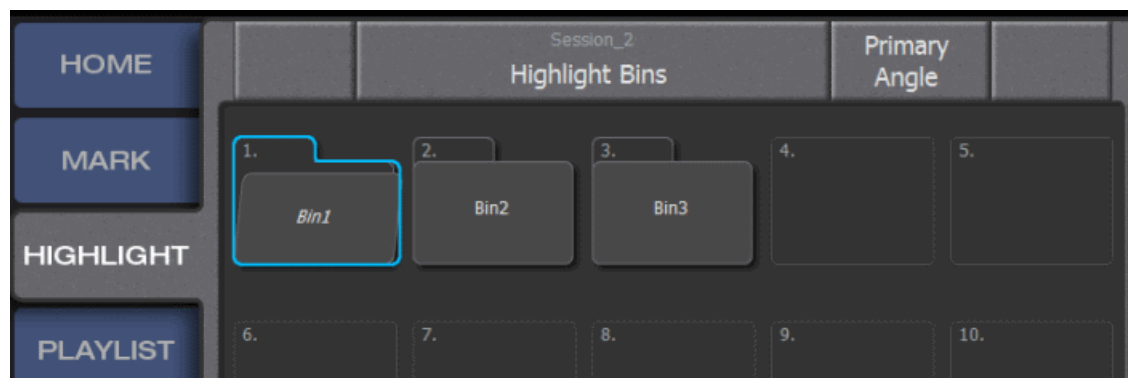 HOME
MARK
HIGHLIGHT
PLAYLIST
Session_2
Highlight Bins
Primary
Angle
1.
Bin1
2.
Bin2
3.
Bin3
4.
5.
6.
7.
8.
9.
10.